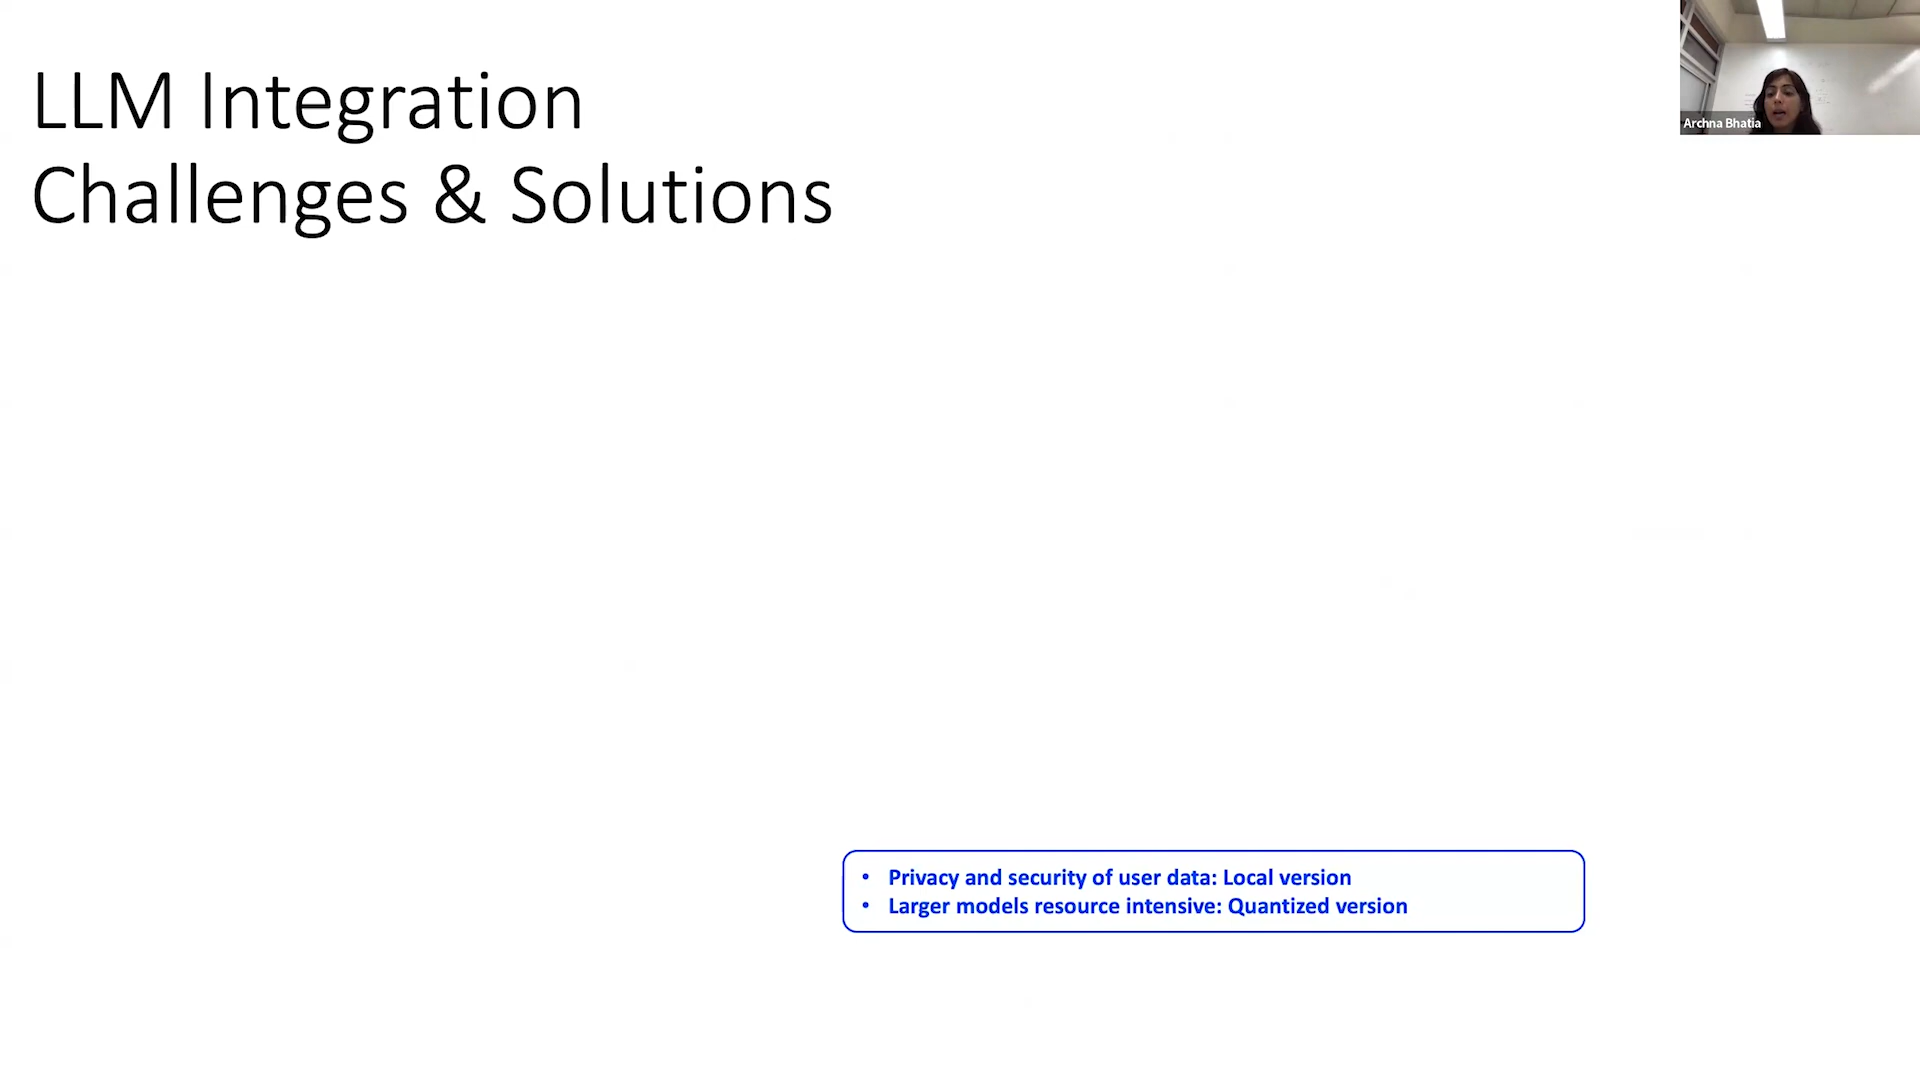 LLM Integration
Challenges & Solutions
Archna Bhatia
• Privacy and security of user data: Local version
• Larger models resource intensive: Quantized version